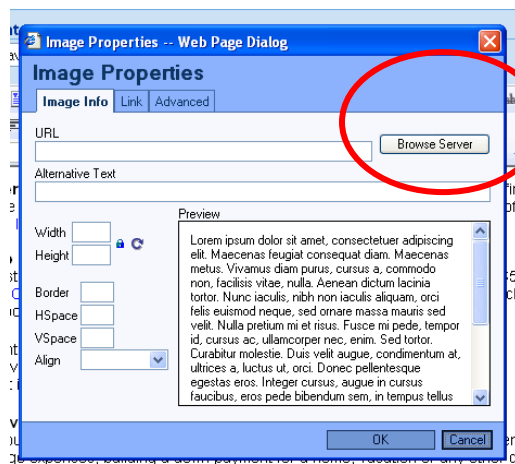 Image Properties -- Web Page Dialog
Image Properties
Image Info Link Advanced
URL
Browse Server
Alternative Text
Width
Height
Border
HSpace
VSpace
Align
Preview
Lorem ipsum dolor sit amet, consectetuer adipiscing
elit. Maecenas feugiat consequat diam. Maecenas
metus. Vivamus diam purus, cursus a, commodo
non, facilisis vitae, nulla. Aenean dictum lacinia
tortor. Nunc iaculis, nibh non iaculis aliquam, orci
felis euismod neque, sed ornare massa mauris sed
velit. Nulla pretium mi et risus. Fusce mi pede, tempor
id, cursus ac, ullamcorper nec, enim. Sed tortor.
Curabitur molestie. Duis velit augue, condimentum at,
ultrices a, luctus ut, orci. Donec pellentesque
egestas eros. Integer cursus, augue in cursus
faucibus, eros pede bibendum sem, in tempus tellus
OK Cancel